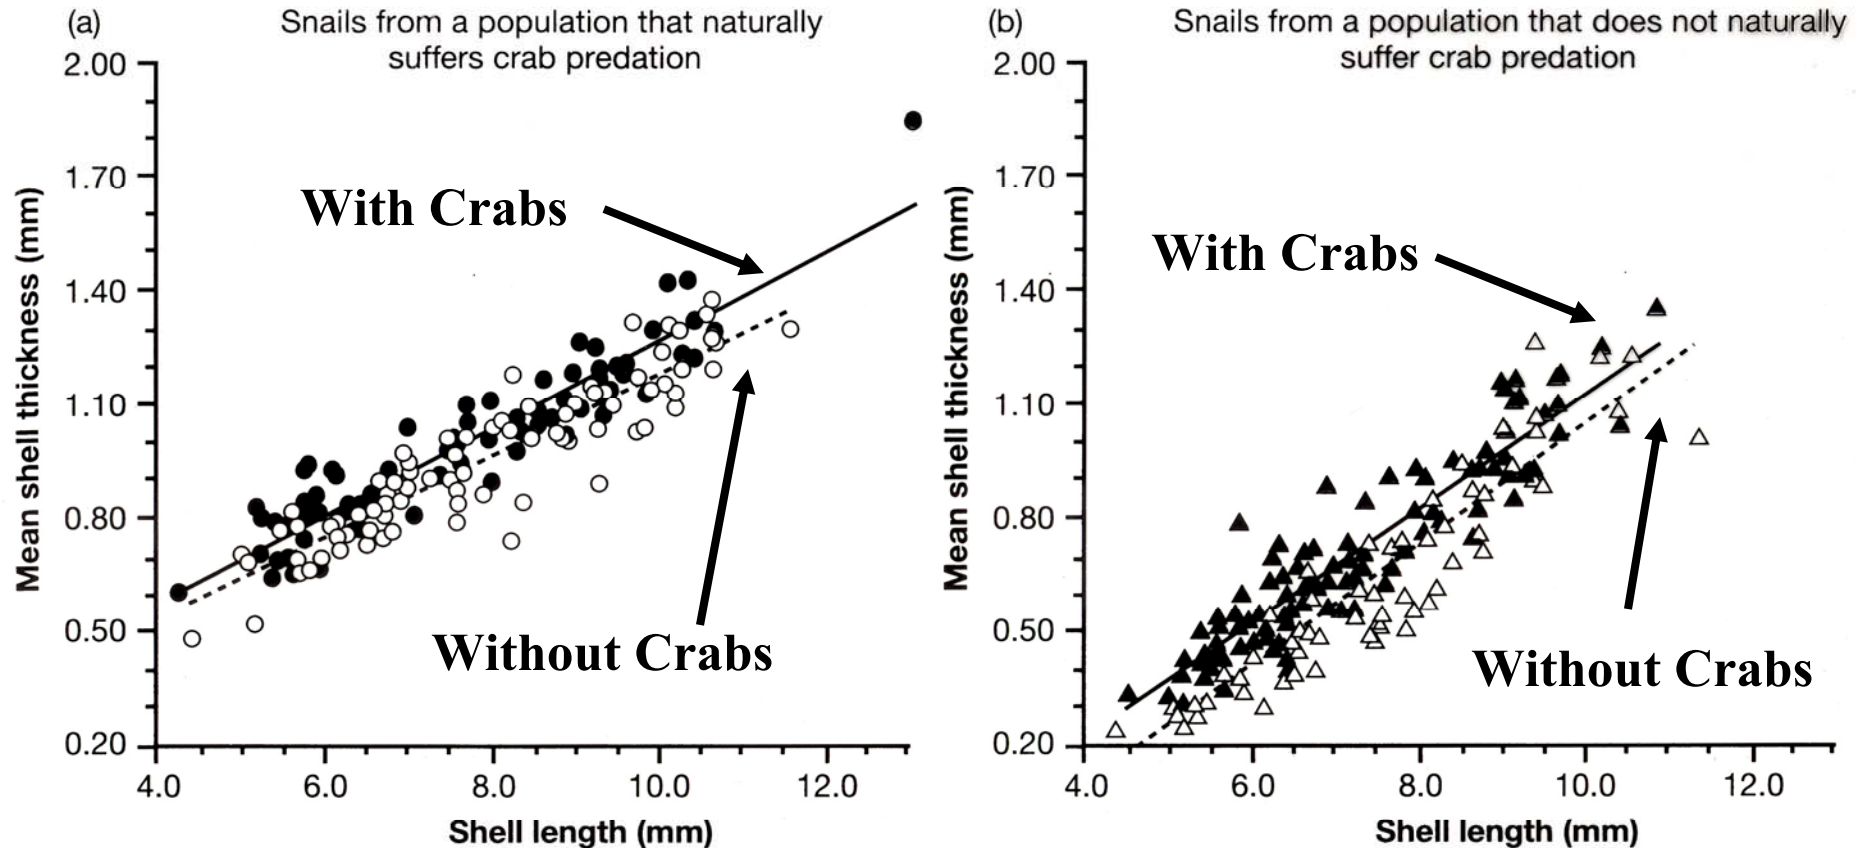 (a) Snails from a population that naturally
suffers crab predation
2.00
1.70
1.40
1.10
0.80
0.50
0.20
Mean shell thickness (mm)
With Crabs
Without Crabs
4.0 6.0 8.0 10.0 12.0
Shell length (mm)
(b) Snails from a population that does not naturally
suffer crab predation
2.00
1.70
1.40
1.10
0.80
0.50
0.20
Mean shell thickness (mm)
With Crabs
Without Crabs
4.0 6.0 8.0 10.0 12.0
Shell length (mm)